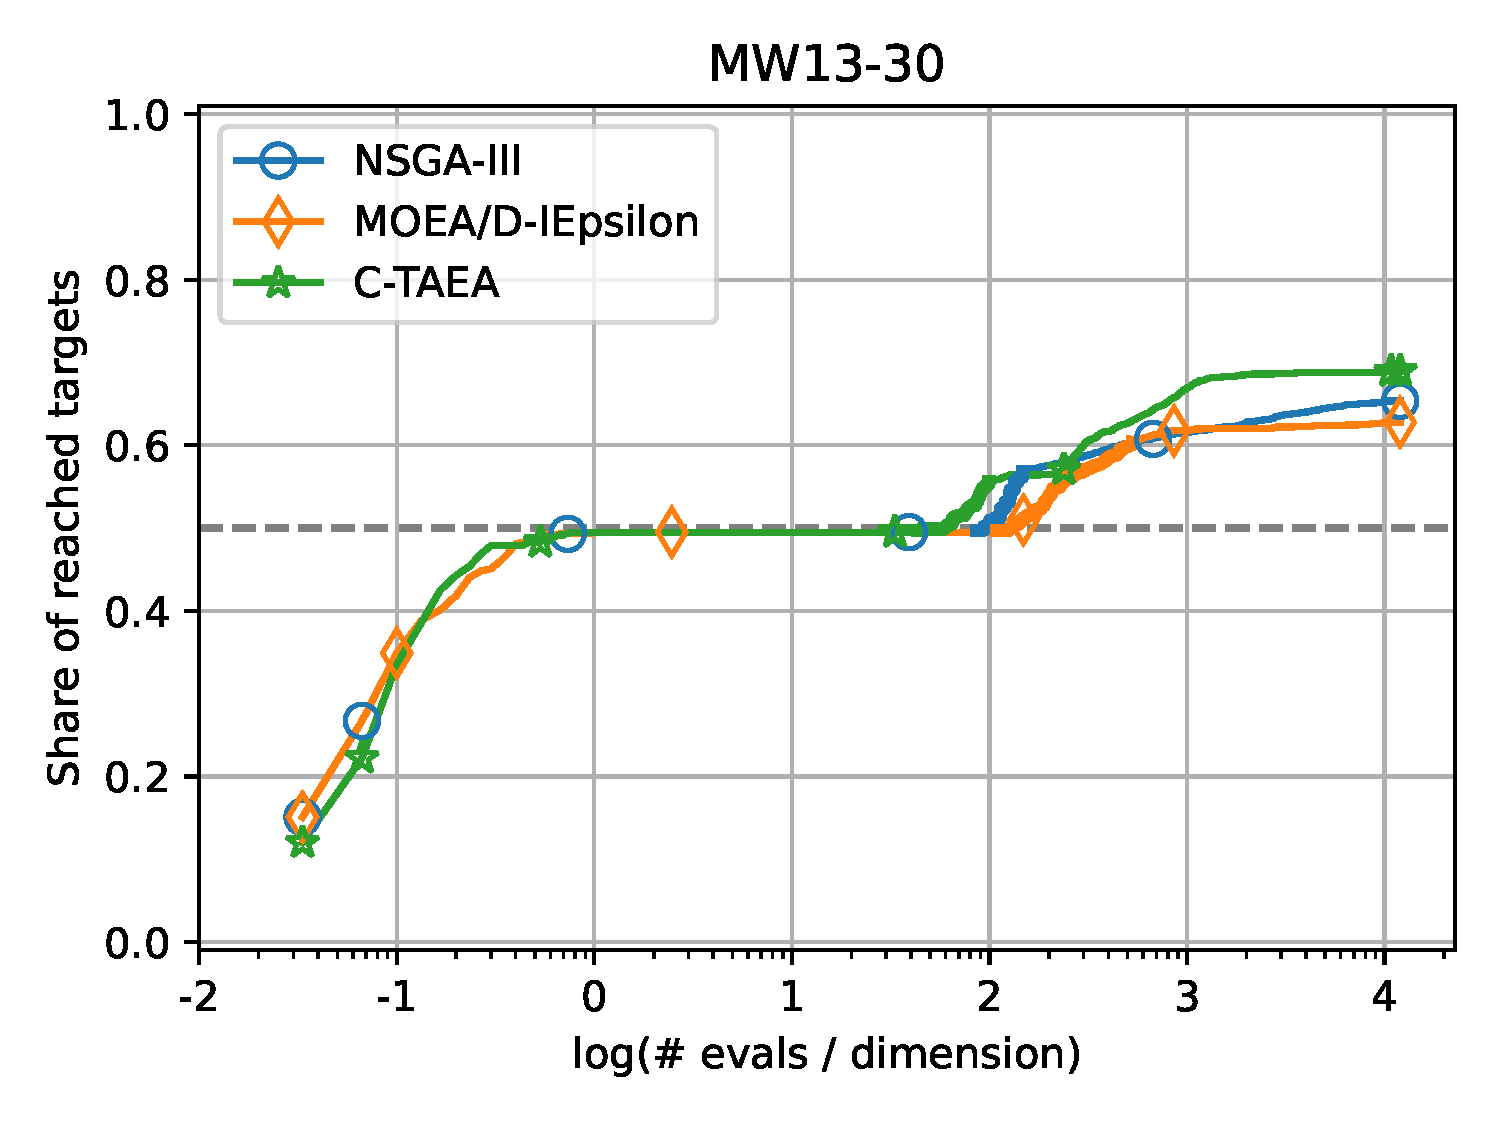 MW13-30
NSGA-III
MOEA/D-IEpsilon
C-TAEA
Share of reached targets
1.0
0.8
0.6
0.4
0.2
0.0
-2 -1 0 1 2 3 4
log(# evals / dimension)